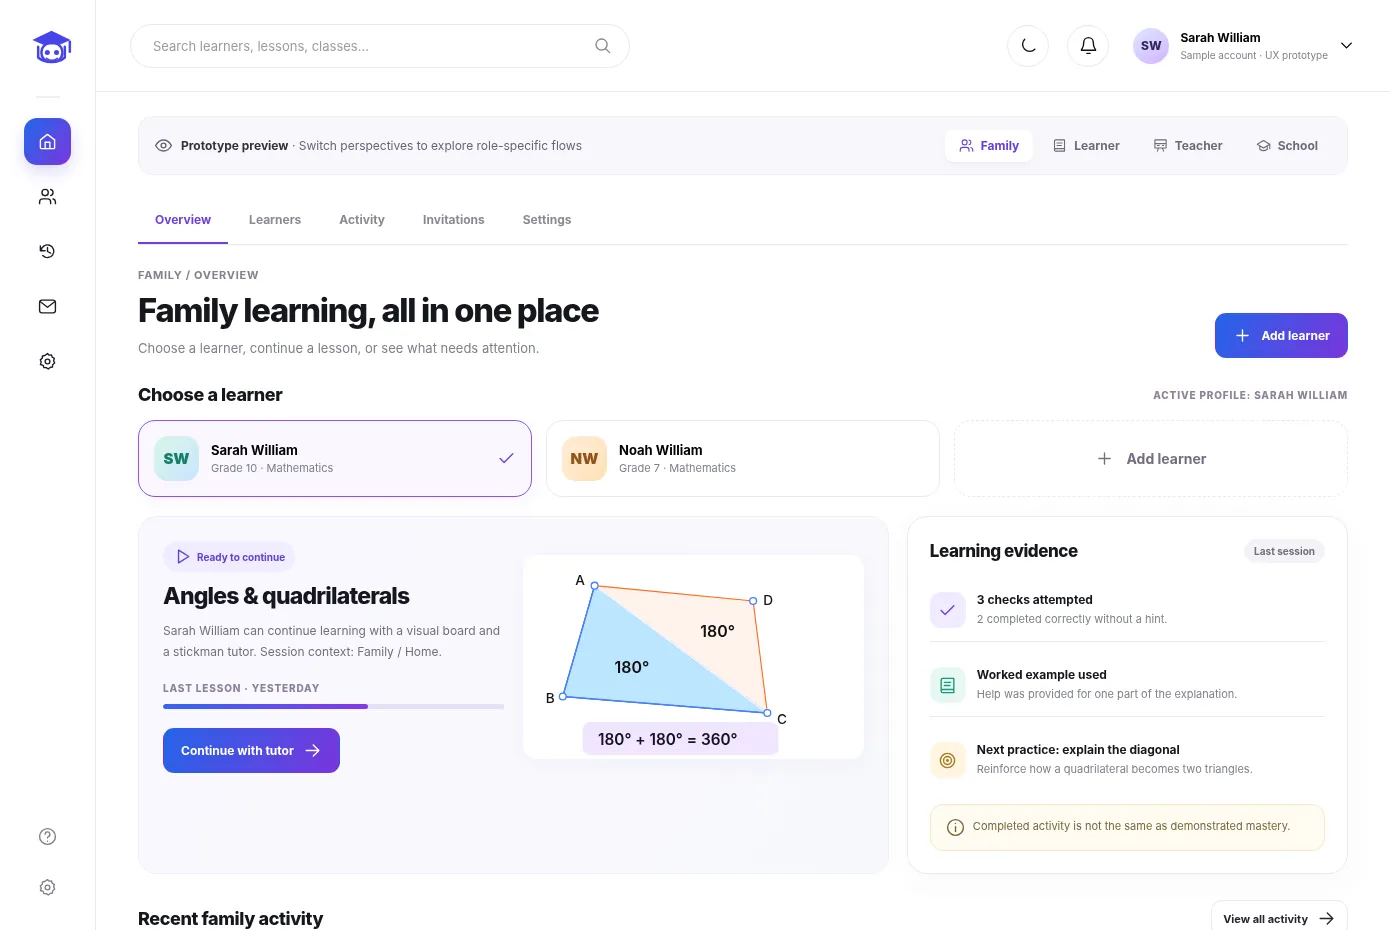 Search learners, lessons, classes...
SW
Sarah William
Sample account · UX prototype
Prototype preview · Switch perspectives to explore role-specific flows
Family
Learner
Teacher
School
Overview
Learners
Activity
Invitations
Settings
FAMILY / OVERVIEW
Family learning, all in one place
Choose a learner, continue a lesson, or see what needs attention.
Add learner
Choose a learner
ACTIVE PROFILE: SARAH WILLIAM
SW
Sarah William
Grade 10 · Mathematics
NW
Noah William
Grade 7 · Mathematics
Add learner
Ready to continue
Angles & quadrilaterals
Sarah William can continue learning with a visual board and
a stickman tutor. Session context: Family / Home.
LAST LESSON · YESTERDAY
Continue with tutor
A
D
180°
180°
B
C
180° + 180° = 360°
Learning evidence
Last session
3 checks attempted
2 completed correctly without a hint.
Worked example used
Help was provided for one part of the explanation.
Next practice: explain the diagonal
Reinforce how a quadrilateral becomes two triangles.
Completed activity is not the same as demonstrated mastery.
Recent family activity
View all activity